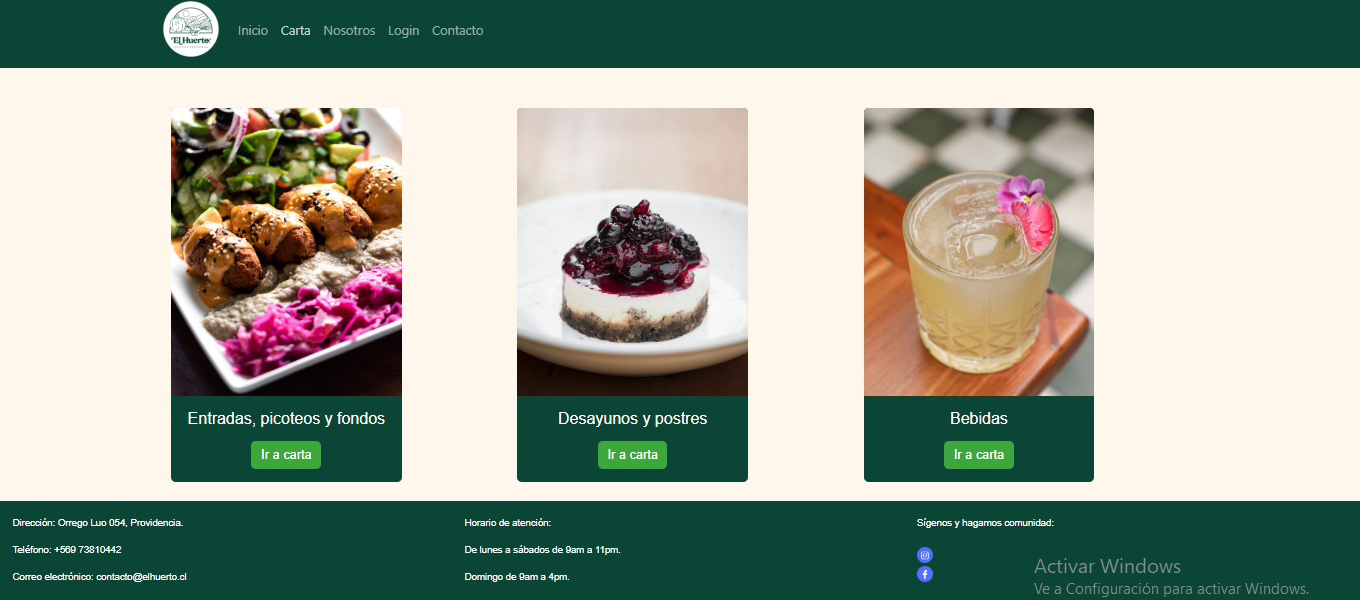 El Huerto
Inicio
Carta
Nosotros
Login
Contacto
Entradas, picoteos y fondos
Ir a carta
Desayunos y postres
Ir a carta
Bebidas
Ir a carta
Dirección: Orrego Luo 054, Providencia.
Teléfono: +569 73810442
Correo electrónico: contacto@elhuerto.cl
Horario de atención:
De lunes a sábados de 9am a 11pm.
Domingo de 9am a 4pm.
Sígenos y hagamos comunidad:
Activar Windows
Ve a Configuración para activar Windows.